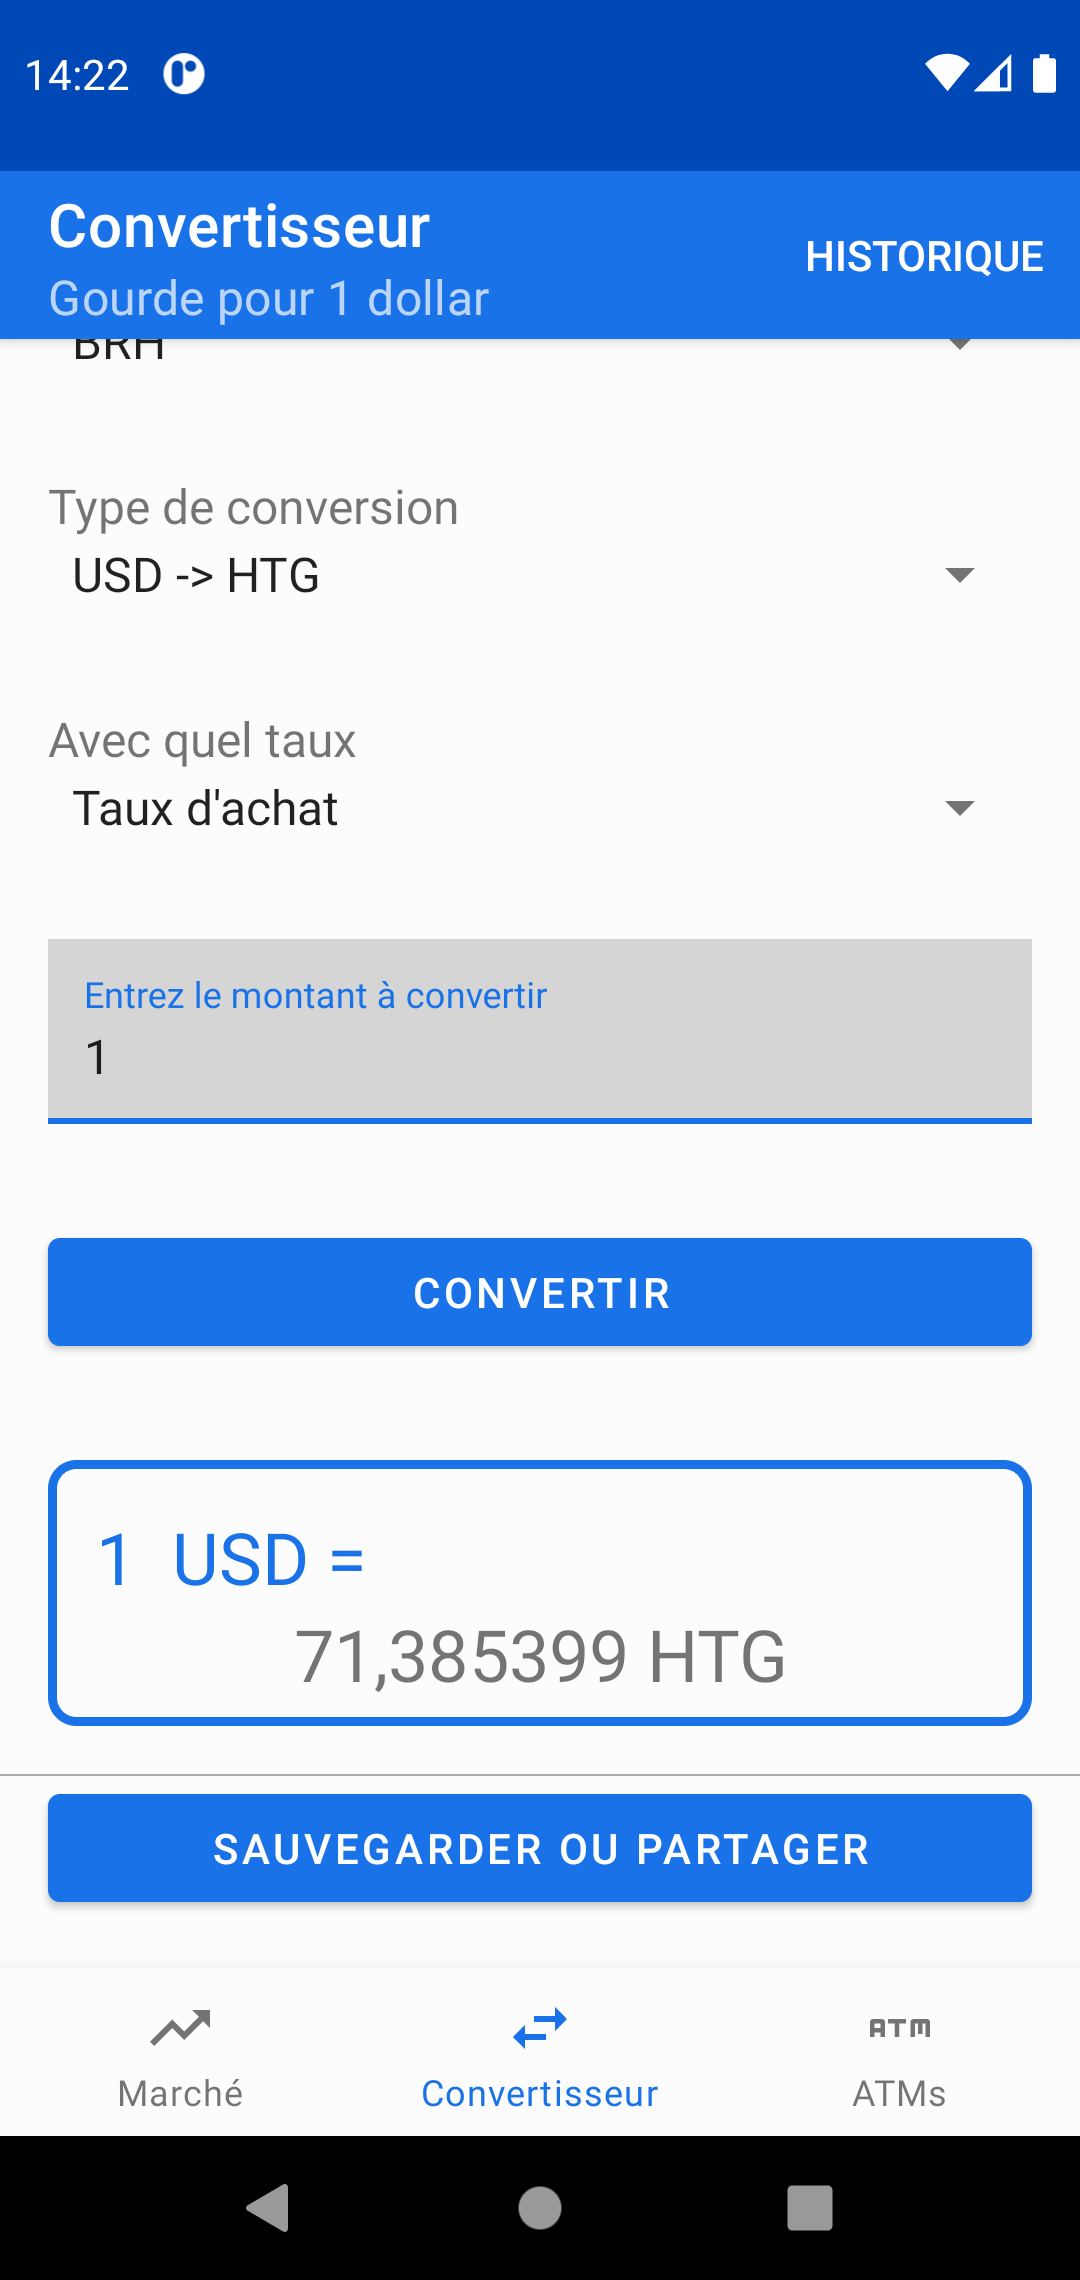 14:22
Convertisseur
HISTORIQUE
Gourde pour 1 dollar
BRH
Type de conversion
USD -> HTG
Avec quel taux
Taux d'achat
Entrez le montant à convertir
1
CONVERTIR
1 USD =
71,385399 HTG
SAUVEGARDER OU PARTAGER
ATM
Marché
Convertisseur
ATMs